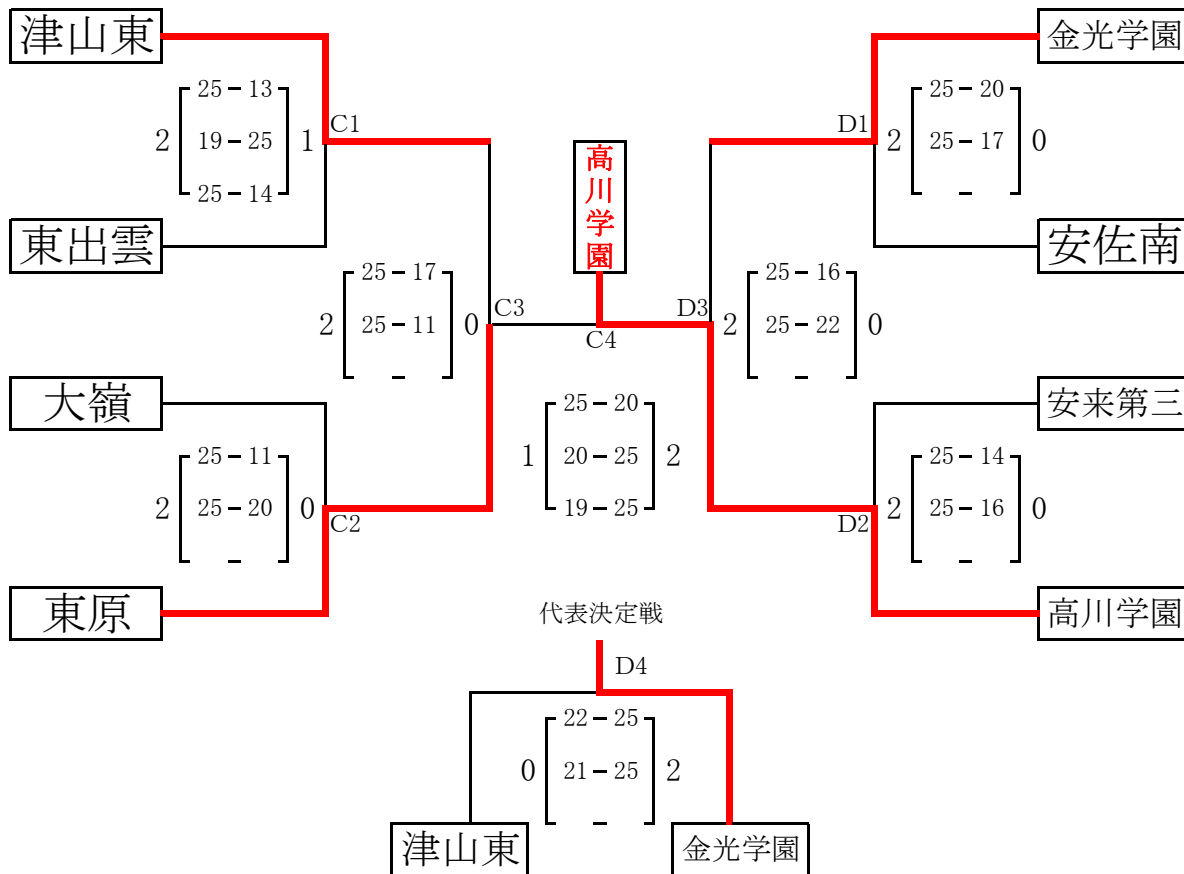 津山東
金光学園
25 - 13
2
19 - 25
1
25 - 14
C1
D1
25 - 20
2
25 - 17
0
-
高川学園
東出雲
安佐南
25 - 17
2
25 - 11
0
-
C3
C4
D3
25 - 16
2
25 - 22
0
-
大嶺
安来第三
25 - 20
1
20 - 25
2
19 - 25
25 - 11
2
25 - 20
0
-
C2
D2
25 - 14
2
25 - 16
0
-
東原
高川学園
代表決定戦
D4
22 - 25
0
21 - 25
2
-
津山東
金光学園